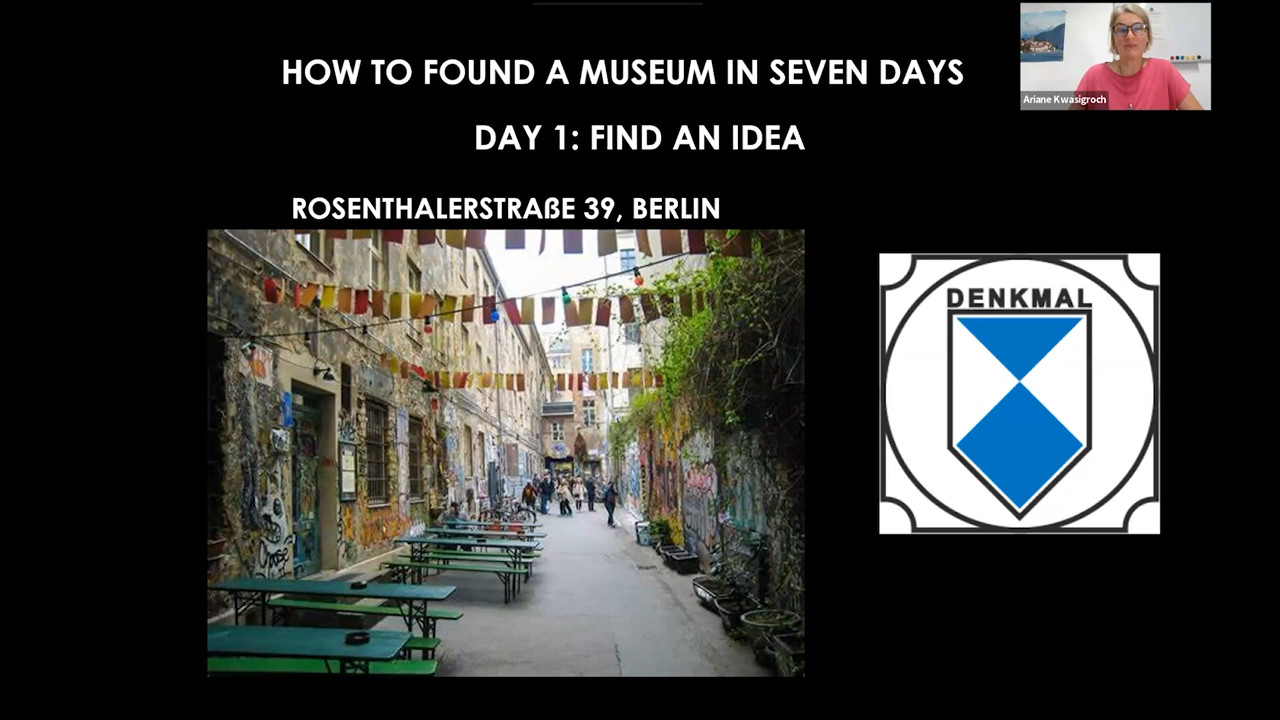 HOW TO FOUND A MUSEUM IN SEVEN DAYS
Ariane Kwasigroch
DAY 1: FIND AN IDEA
ROSENTHALERSTRAßE 39, BERLIN
DENKMAL